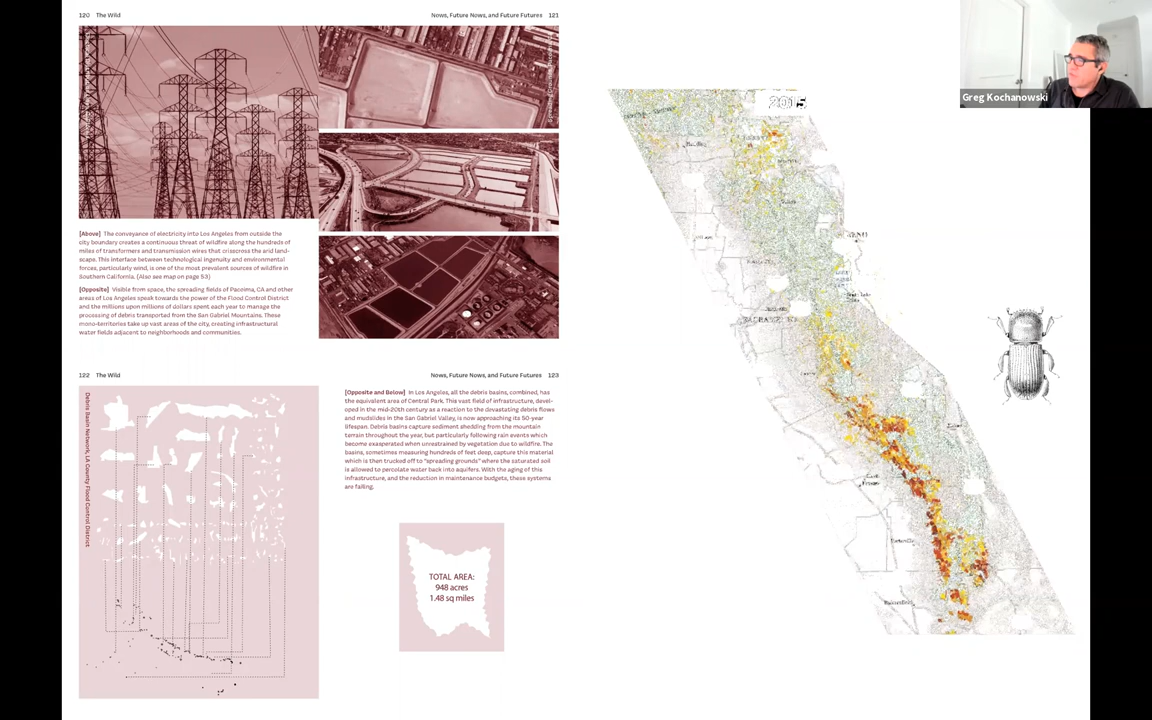 120 The Wild
Nows, Future Nows, and Future Futures 121
[Above] The conveyance of electricity into Los Angeles from outside the
city boundary creates a continuous threat of wildfire along the hundreds of
miles of transformers and transmission wires that crisscross the arid land-
scape. This interface between technological ingenuity and environmental
forces, particularly wind, is one of the most prevalent sources of wildfire in
Southern California. (Also see map on page 53)
[Opposite] Visible from space, the spreading fields of Pacoima, CA and other
areas of Los Angeles speak towards the power of the Flood Control District
and the millions upon millions of dollars spent each year to manage the
processing of debris transported from the San Gabriel Mountains. These
mono-territories take up vast areas of the city, creating infrastructural
water fields adjacent to neighborhoods and communities.
122 The Wild
Nows, Future Nows, and Future Futures 123
Debris Basin Network, LA County Flood Control District
[Opposite and Below] In Los Angeles, all the debris basins, combined, has
the equivalent area of Central Park. This vast field of infrastructure, devel-
oped in the mid-20th century as a reaction to the devastating debris flows
and mudslides in the San Gabriel Valley, is now approaching its 50-year
lifespan. Debris basins capture sediment shedding from the mountain
terrain throughout the year, but particularly following rain events which
become exasperated when unrestrained by vegetation due to wildfire. The
basins, sometimes measuring hundreds of feet deep, capture this material
which is then trucked off to "spreading grounds" where the saturated soil
is allowed to percolate water back into aquifers. With the aging of this
infrastructure, and the reduction in maintenance budgets, these systems
are failing.
TOTAL AREA:
948 acres
1.48 sq miles
2015
Greg Kochanowski